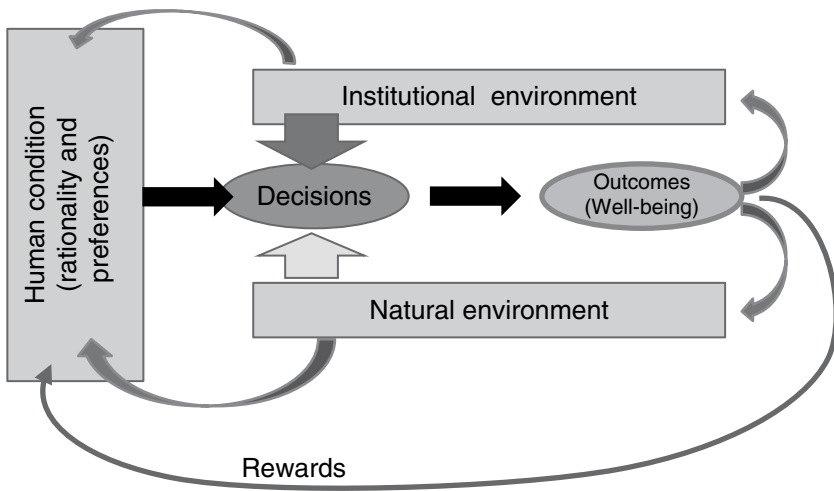 Human condition
(rationality and
preferences)
Institutional environment
Decisions
Outcomes
(Well-being)
Natural environment
Rewards